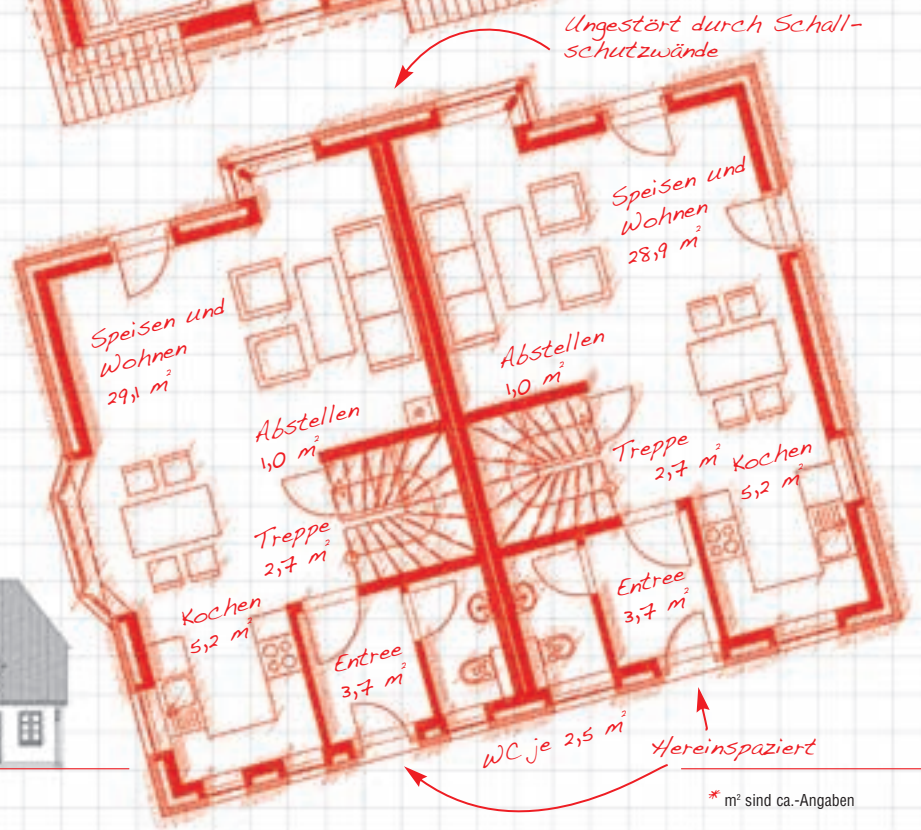 Ungestört durch Schall-
schutzwände
Speisen und
Wohnen
28,9 m²
Speisen und
Wohnen
29,1 m²
Abstellen
1,0 m²
Abstellen
1,0 m²
Treppe
2,7 m²
Kochen
5,2 m²
Treppe
2,7 m²
Kochen
5,2 m²
Entree
3,7 m²
Entree
3,7 m²
WC je 2,5 m²
Hereinspaziert
* m² sind ca.-Angaben